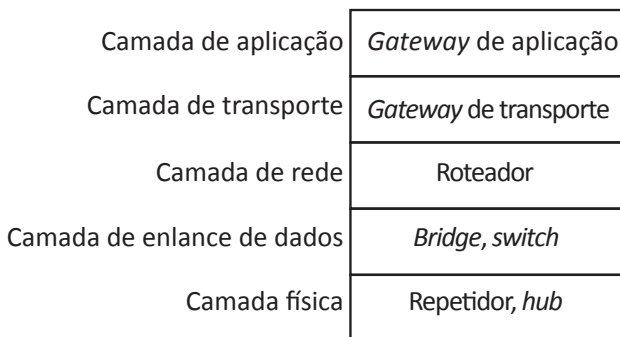 Camada de aplicação Gateway de aplicação
Camada de transporte Gateway de transporte
Camada de rede Roteador
Camada de enlance de dados Bridge, switch
Camada física Repetidor, hub